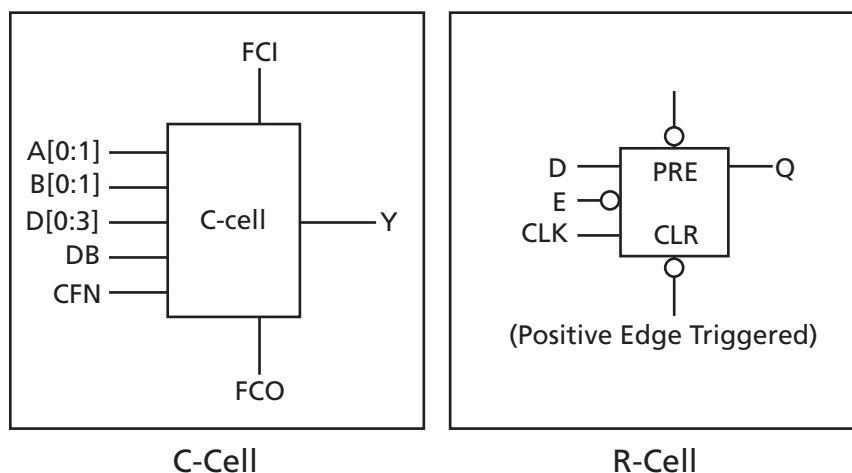 FCI
A[0:1]
B[0:1]
D[0:3]
DB
CFN
C-cell
Y
FCO
C-Cell
D
E
CLK
PRE
CLR
Q
(Positive Edge Triggered)
R-Cell